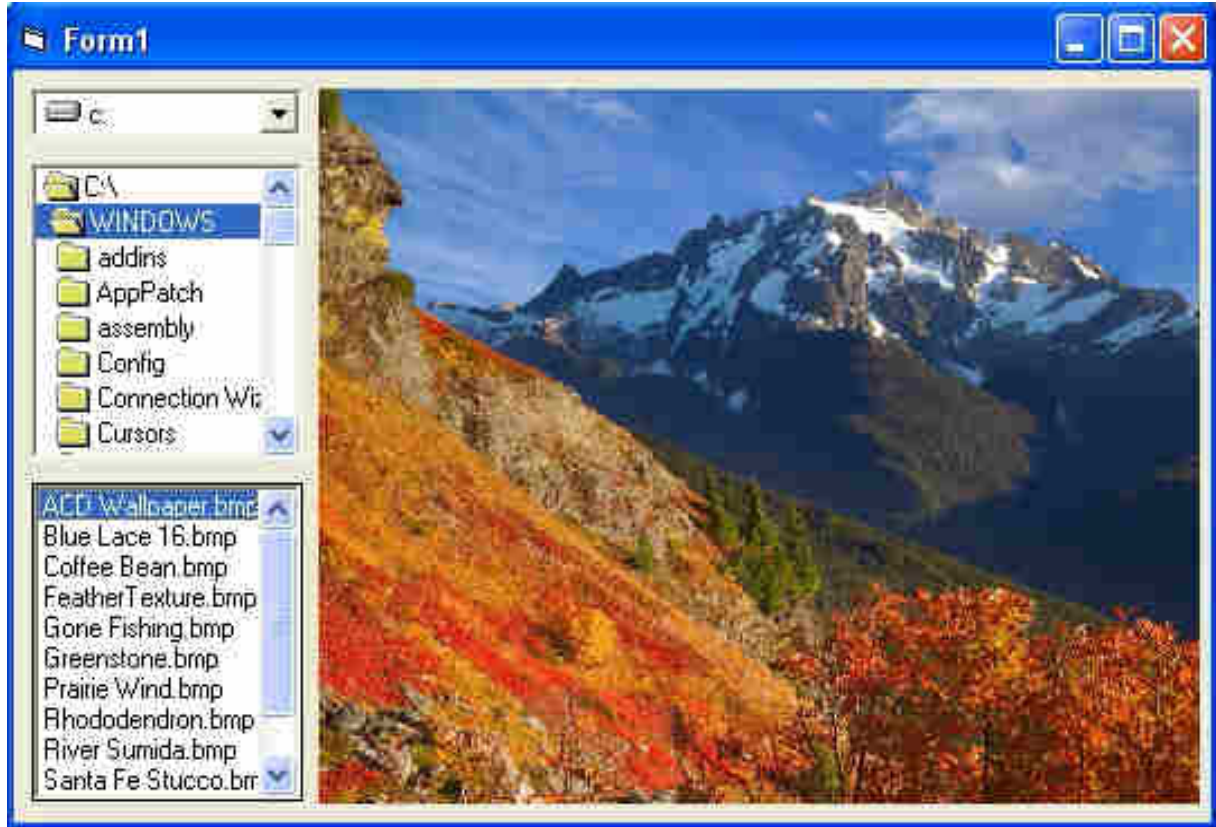 Form1
c:
C:\
WINDOWS
addins
AppPatch
assembly
Config
Connection Wiz
Cursors
ACD Wallpaper.bmp
Blue Lace 16.bmp
Coffee Bean.bmp
FeatherTexture.bmp
Gone Fishing.bmp
Greenstone.bmp
Prairie Wind.bmp
Rhododendron.bmp
River Sumida.bmp
Santa Fe Stucco.bm